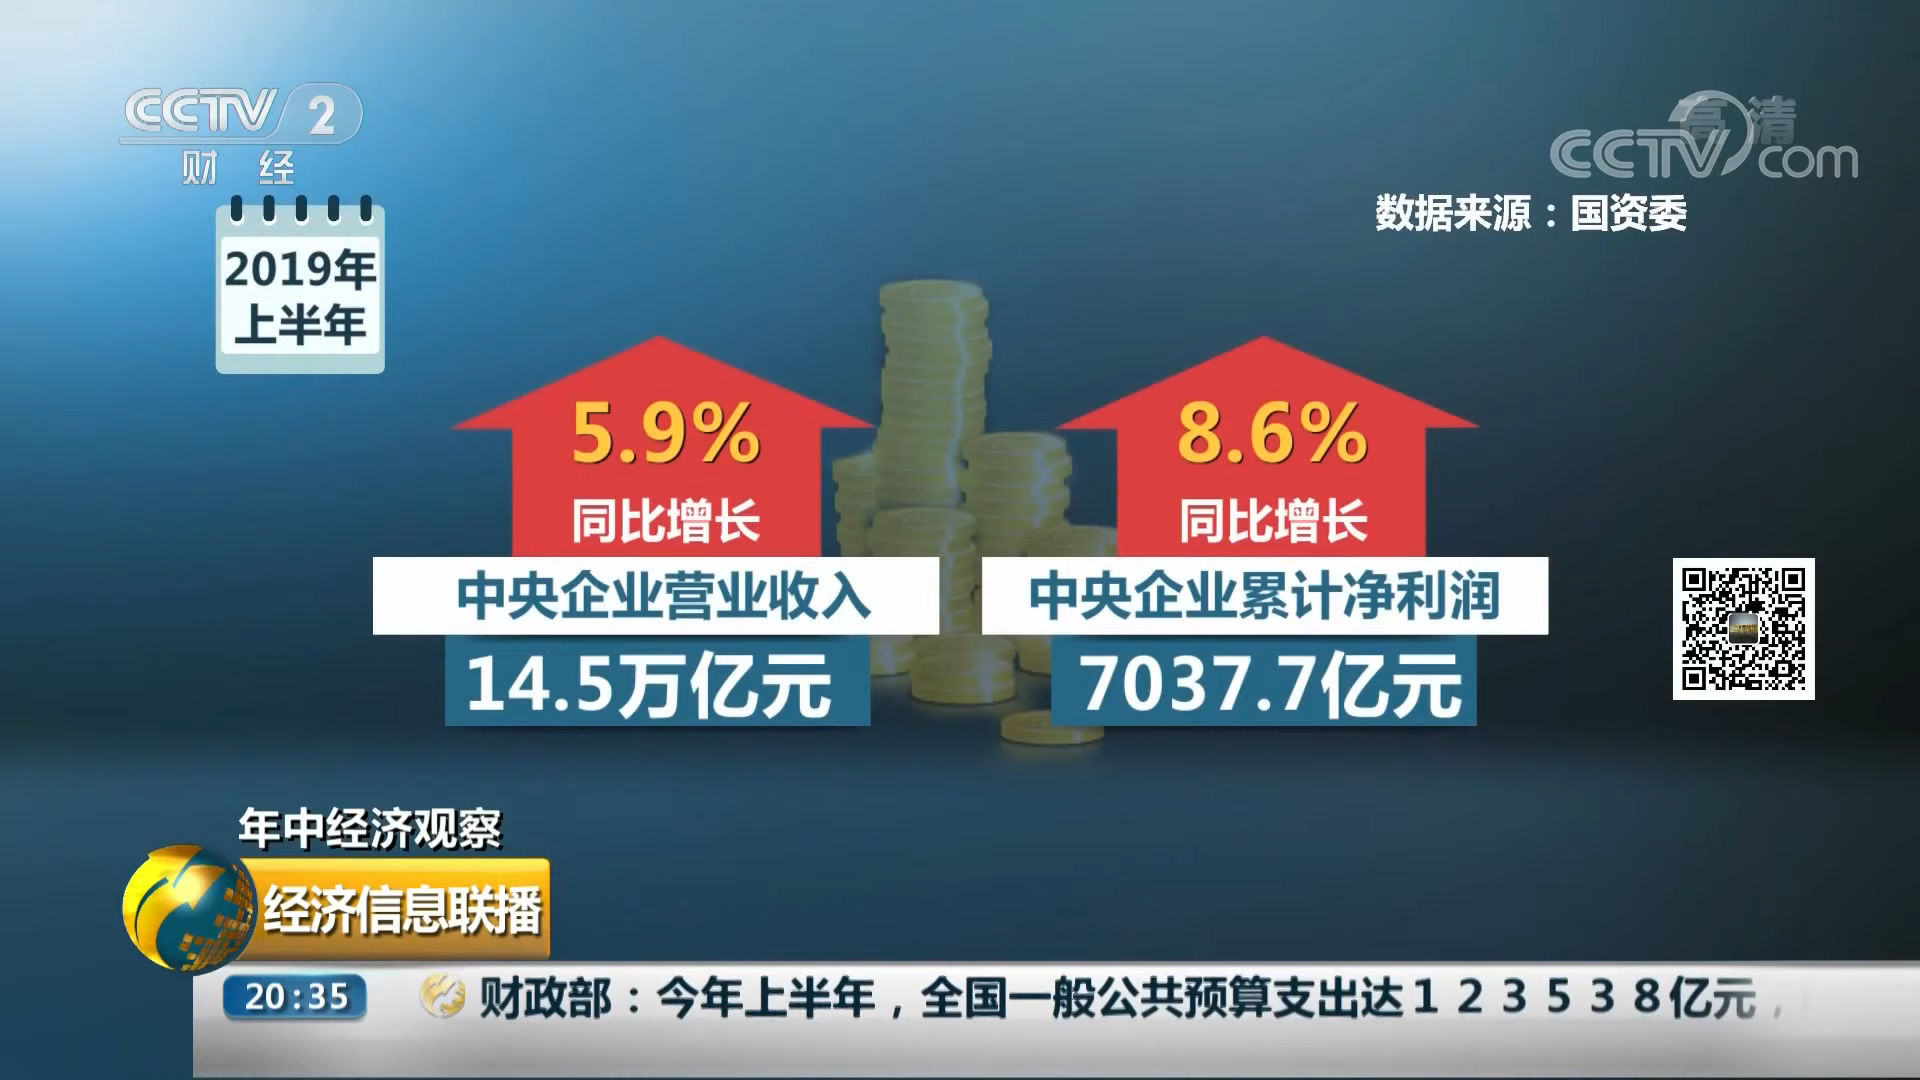 CCTV 2
财经
高清
CCTV com
数据来源：国资委
2019年
上半年
5.9%
同比增长
中央企业营业收入
14.5万亿元
8.6%
同比增长
中央企业累计净利润
7037.7亿元
年中经济观察
经济信息联播
20:35
财政部：今年上半年，全国一般公共预算支出达123538亿元，